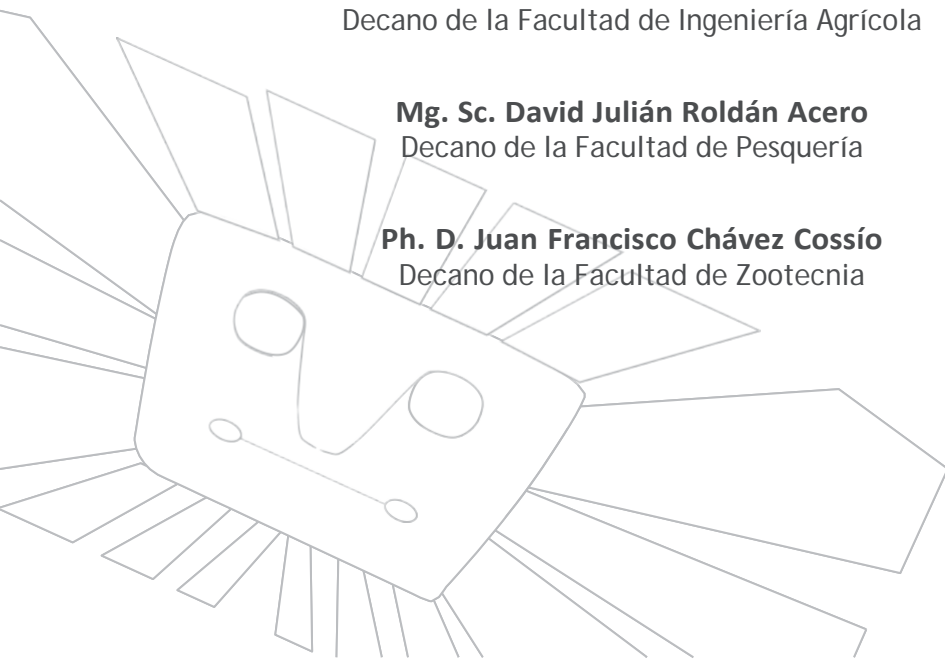 Decano de la Facultad de Ingeniería Agrícola
Mg. Sc. David Julián Roldán Acero
Decano de la Facultad de Pesquería
Ph. D. Juan Francisco Chávez Cossío
Decano de la Facultad de Zootecnia